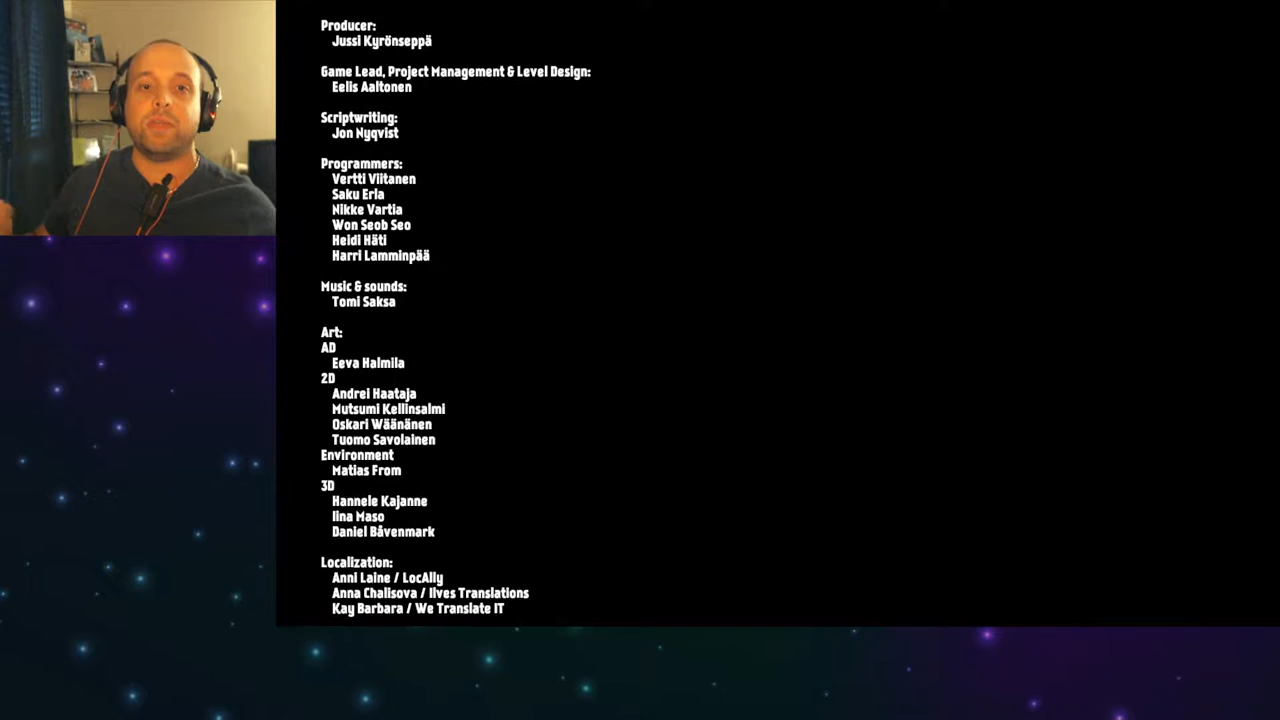 Producer:
Jussi Kyrönseppä
Game Lead, Project Management & Level Design:
Eelis Aaltonen
Scriptwriting:
Jon Nyqvist
Programmers:
Vertti Viitanen
Saku Erla
Nikke Vartia
Won Seob Seo
Heidi Häti
Harri Lamminpää
Music & sounds:
Tomi Saksa
Art:
AD
Eeva Halmila
2D
Andrei Haataja
Mutsumi Kellinsalmi
Oskari Wäänänen
Tuomo Savolainen
Environment
Matias From
3D
Hannele Kajanne
Iina Maso
Daniel Båvenmark
Localization:
Anni Laine / LocAlly
Anna Chalisova / Ilves Translations
Kay Barbara / We Translate IT